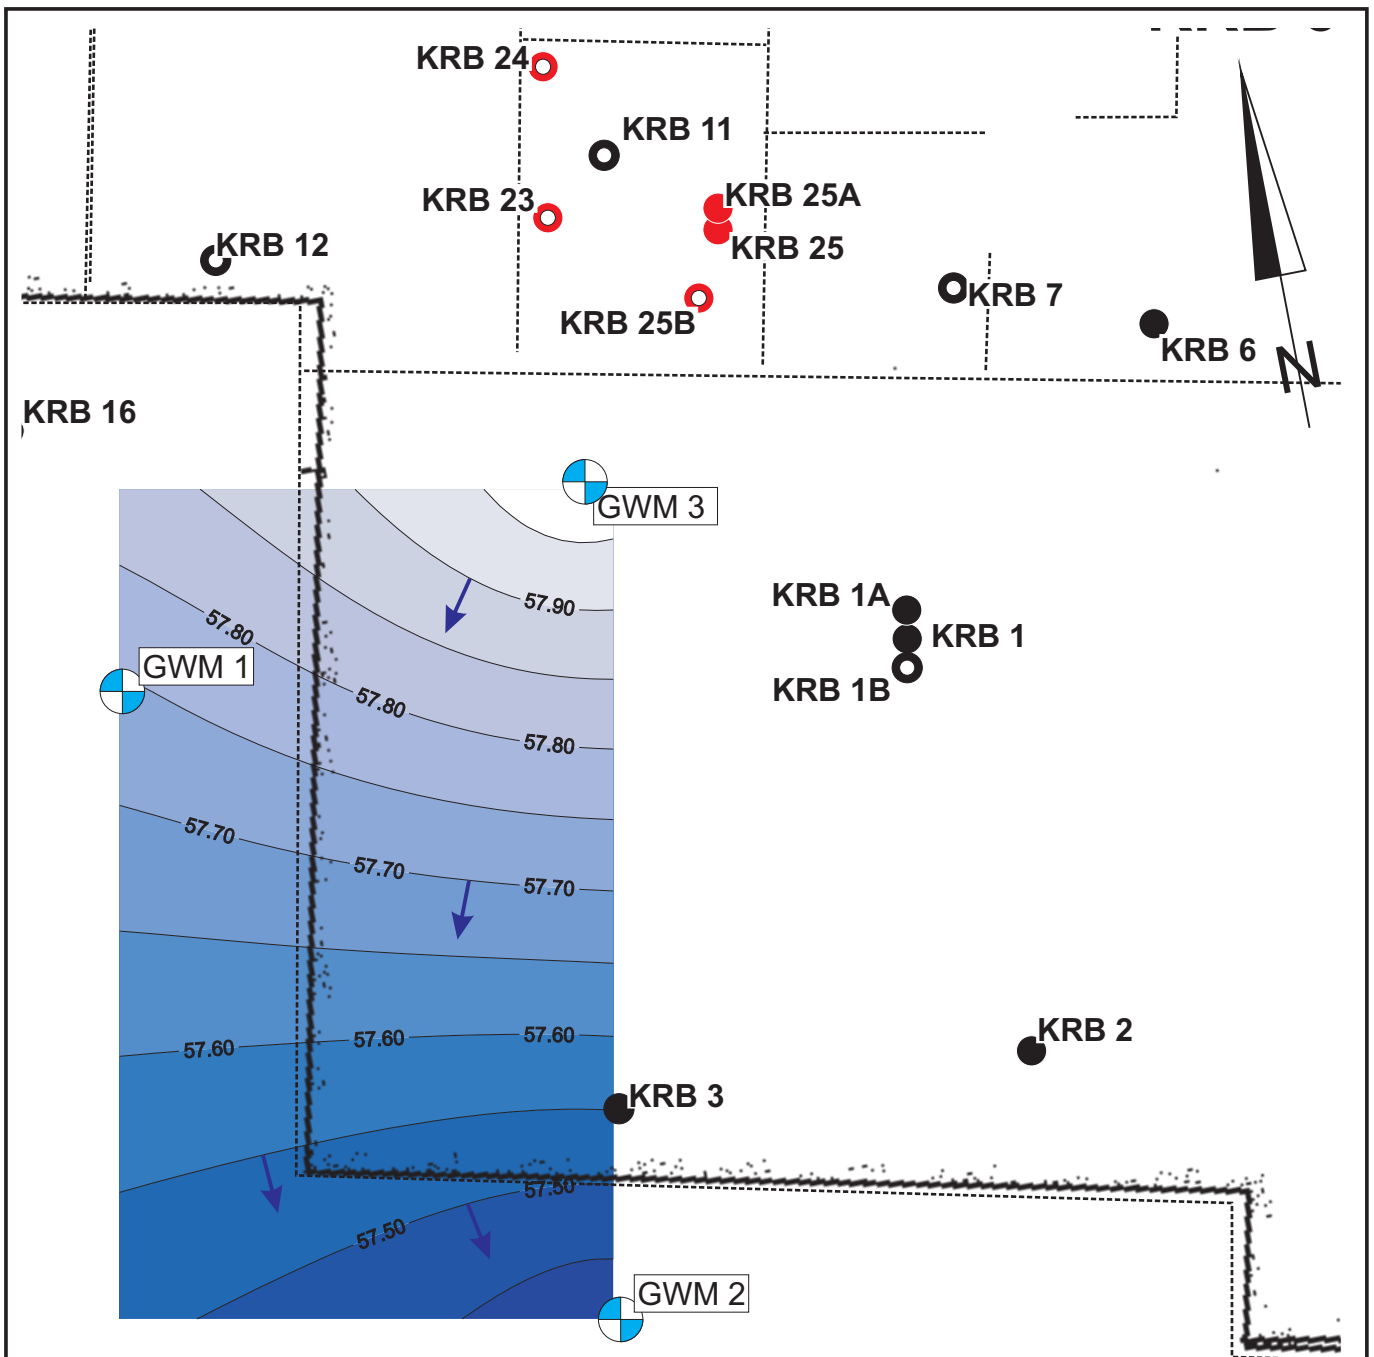 KRB 24
KRB 11
KRB 23
KRB 25A
KRB 25
KRB 12
KRB 25B
KRB 7
KRB 6
N
KRB 16
GWM 3
57.90
KRB 1A
KRB 1
KRB 1B
57.80
GWM 1
57.80
57.80
57.70
57.70
57.70
57.60
57.60
57.60
KRB 2
KRB 3
57.50
57.50
GWM 2